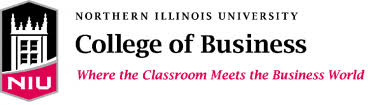 NORTHERN ILLINOIS UNIVERSITY
College of Business
Where the Classroom Meets the Business World
NIU